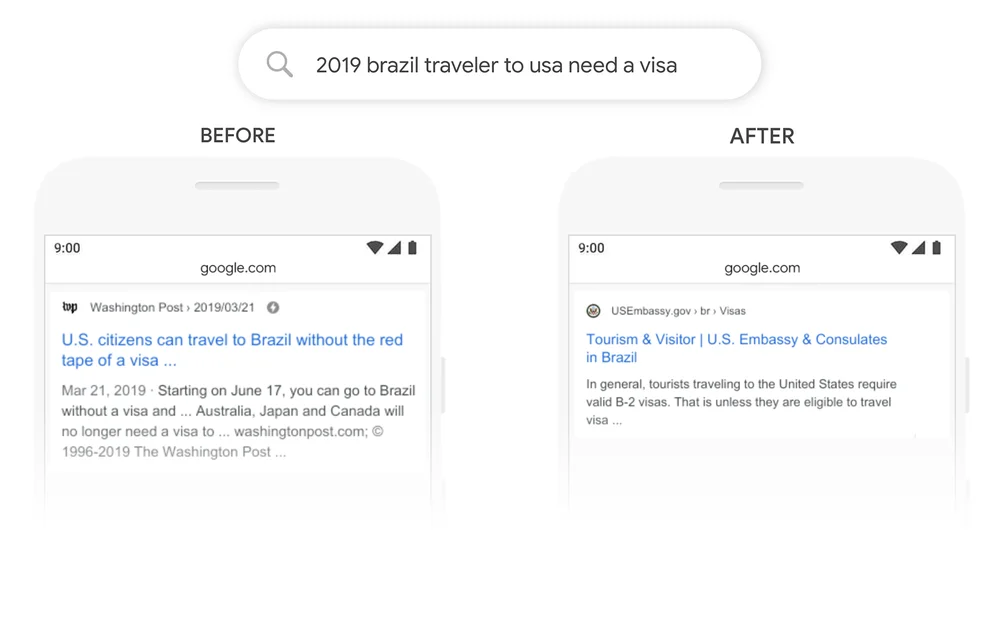 2019 brazil traveler to usa need a visa
BEFORE
9:00
google.com
wp Washington Post › 2019/03/21
U.S. citizens can travel to Brazil without the red
tape of a visa ...
Mar 21, 2019 · Starting on June 17, you can go to Brazil
without a visa and ... Australia, Japan and Canada will
no longer need a visa to ... washingtonpost.com; ©
1996-2019 The Washington Post ...
AFTER
9:00
google.com
USEmbassy.gov › br › Visas
Tourism & Visitor | U.S. Embassy & Consulates
in Brazil
In general, tourists traveling to the United States require
valid B-2 visas. That is unless they are eligible to travel
visa ...